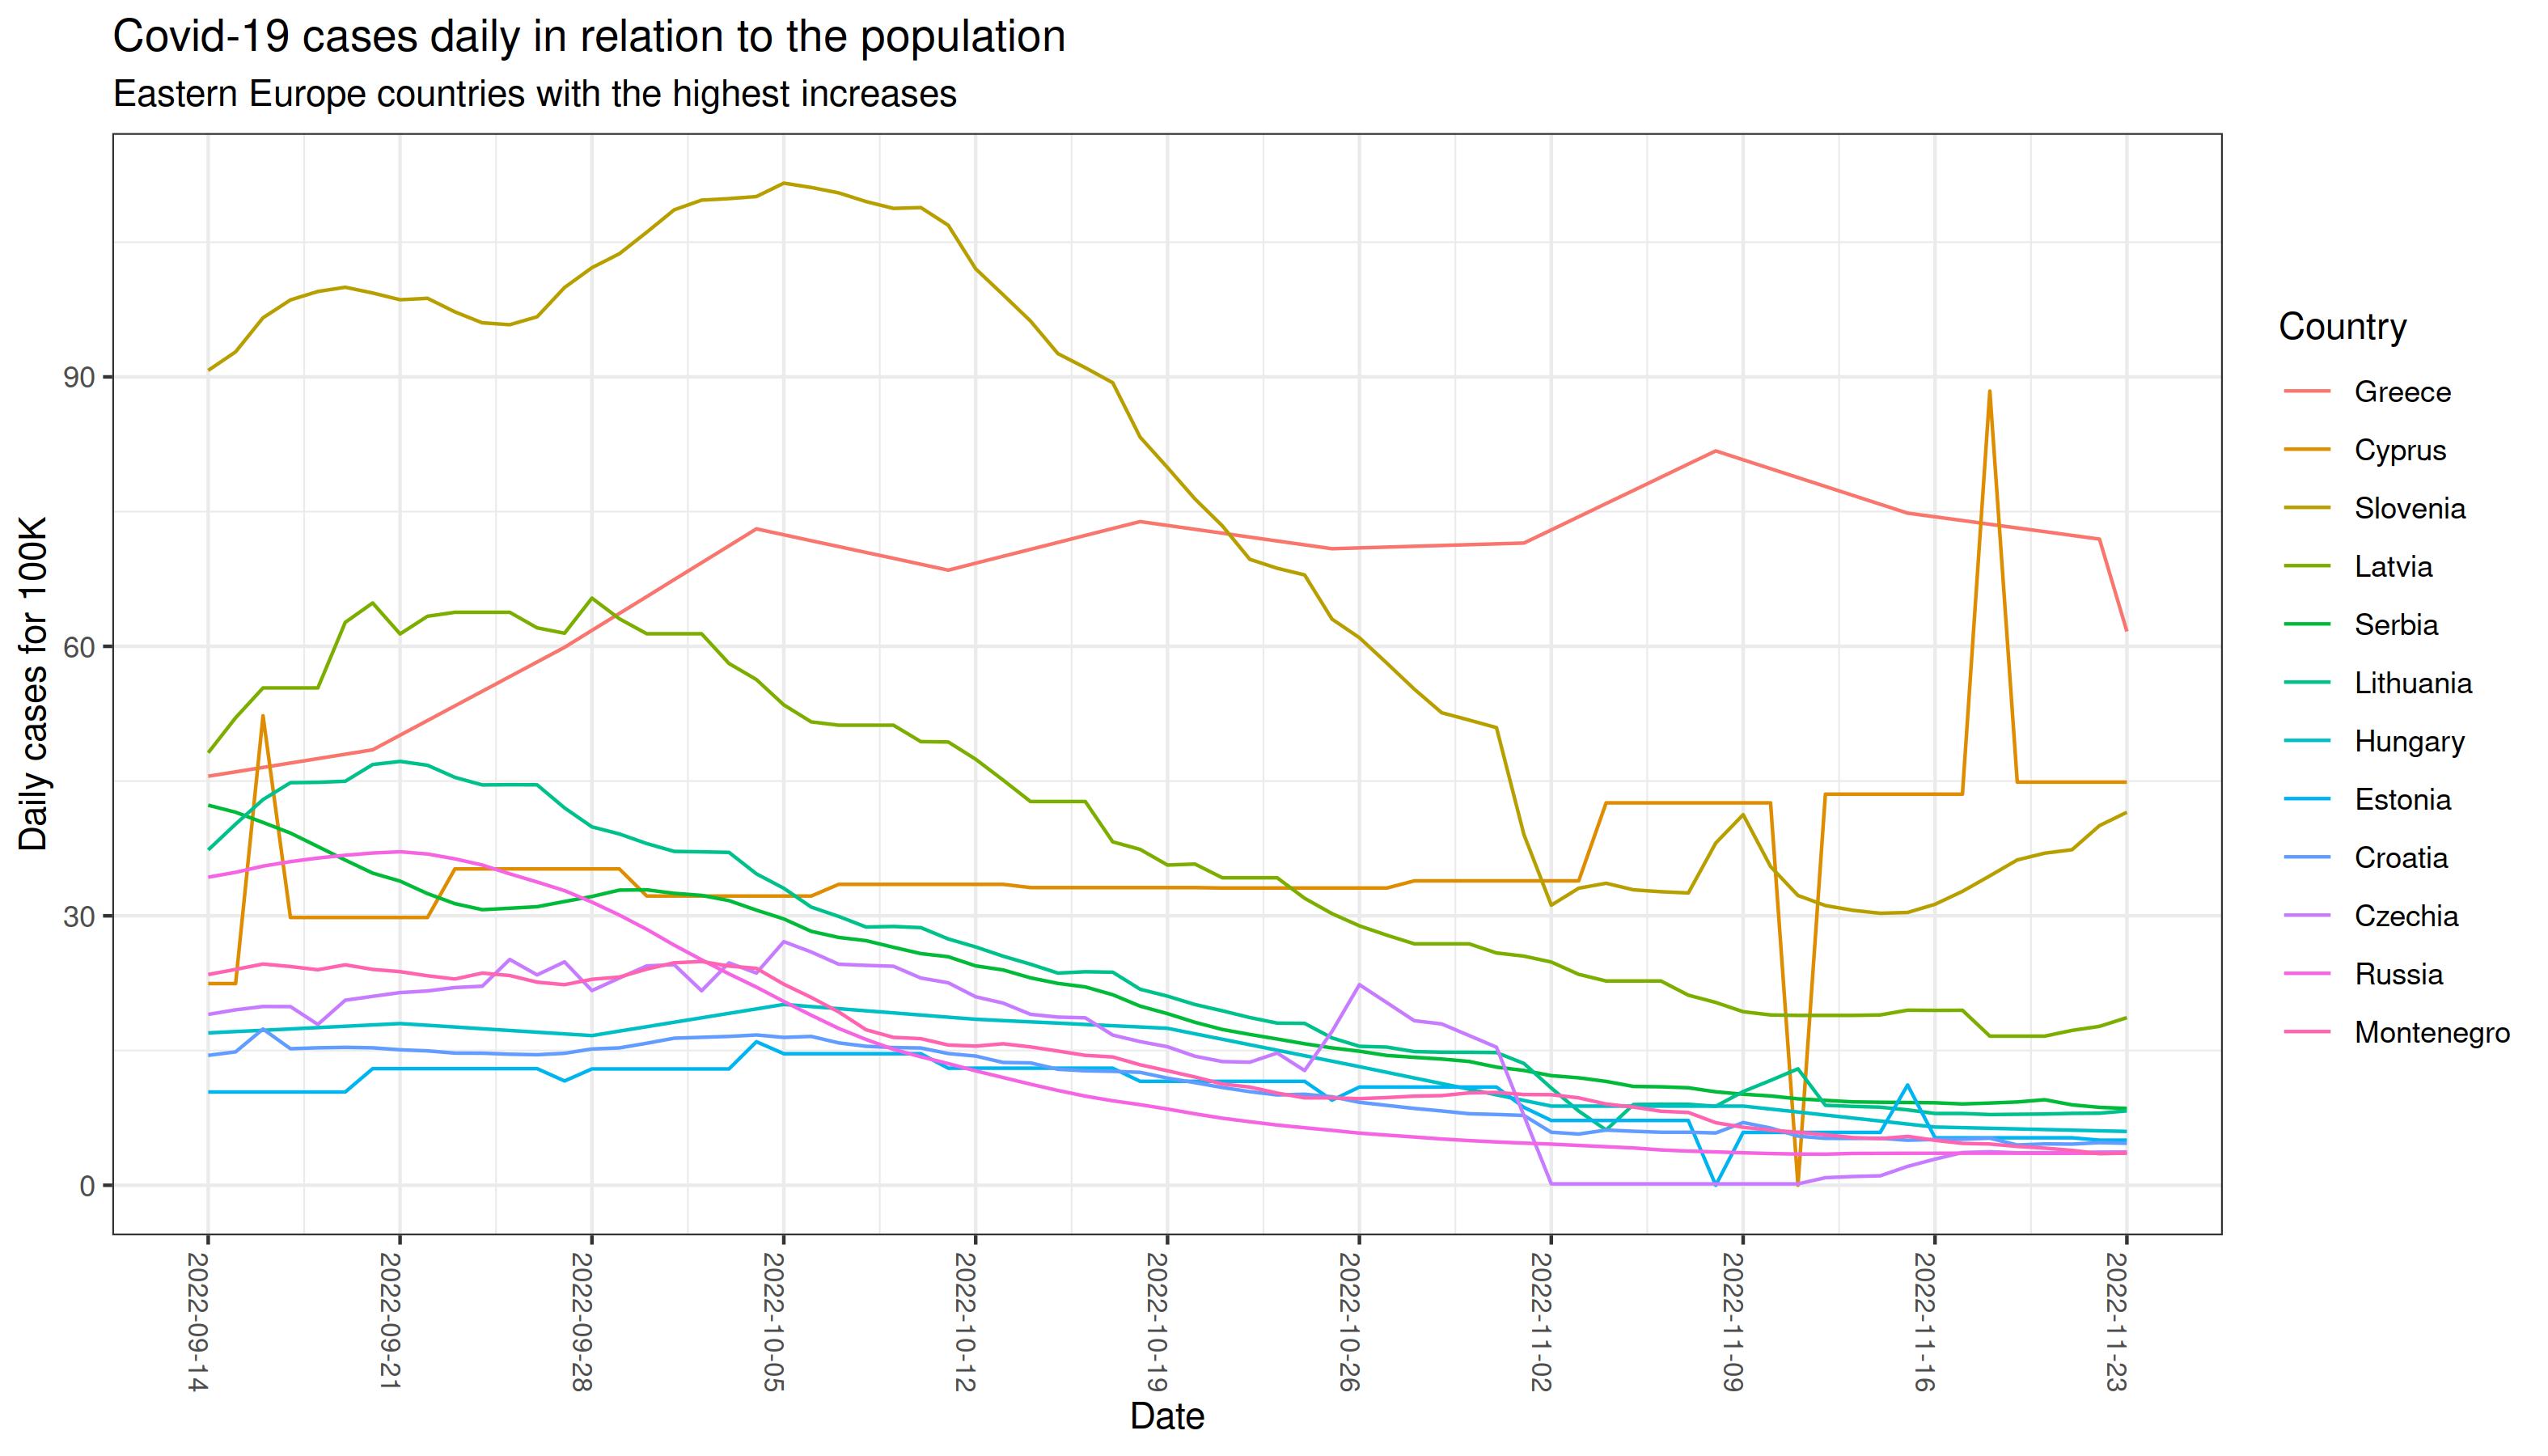 Covid-19 cases daily in relation to the population
Eastern Europe countries with the highest increases
Daily cases for 100K
90
60
30
0
2022-09-14
2022-09-21
2022-09-28
2022-10-05
2022-10-12
2022-10-19
2022-10-26
2022-11-02
2022-11-09
2022-11-16
2022-11-23
Date
Country
Greece
Cyprus
Slovenia
Latvia
Serbia
Lithuania
Hungary
Estonia
Croatia
Czechia
Russia
Montenegro